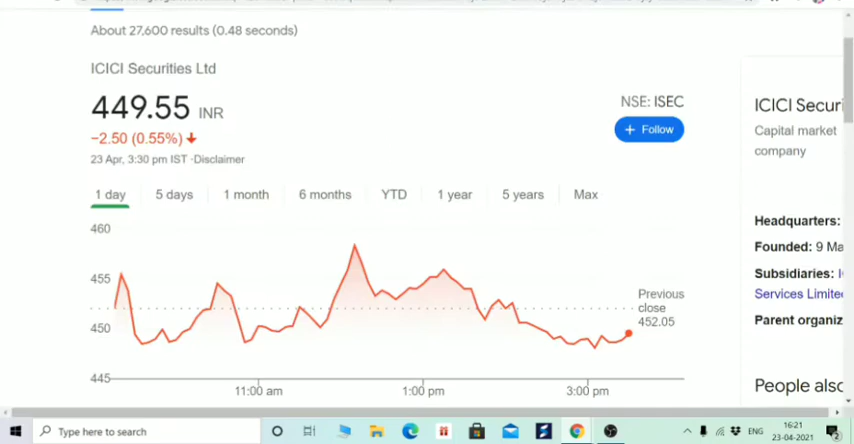 About 27,600 results (0.48 seconds)
ICICI Securities Ltd
449.55 INR
−2.50 (0.55%)
23 Apr, 3:30 pm IST ·Disclaimer
NSE: ISEC
+ Follow
1 day
5 days
1 month
6 months
YTD
1 year
5 years
Max
460
455
450
445
Previous
close
452.05
11:00 am
1:00 pm
3:00 pm
ICICI Securi
Capital market
company
Headquarters:
Founded: 9 Ma
Subsidiaries:
Services Limite
Parent organiz
People also
Type here to search
ENG
16:21
23-04-2021
2